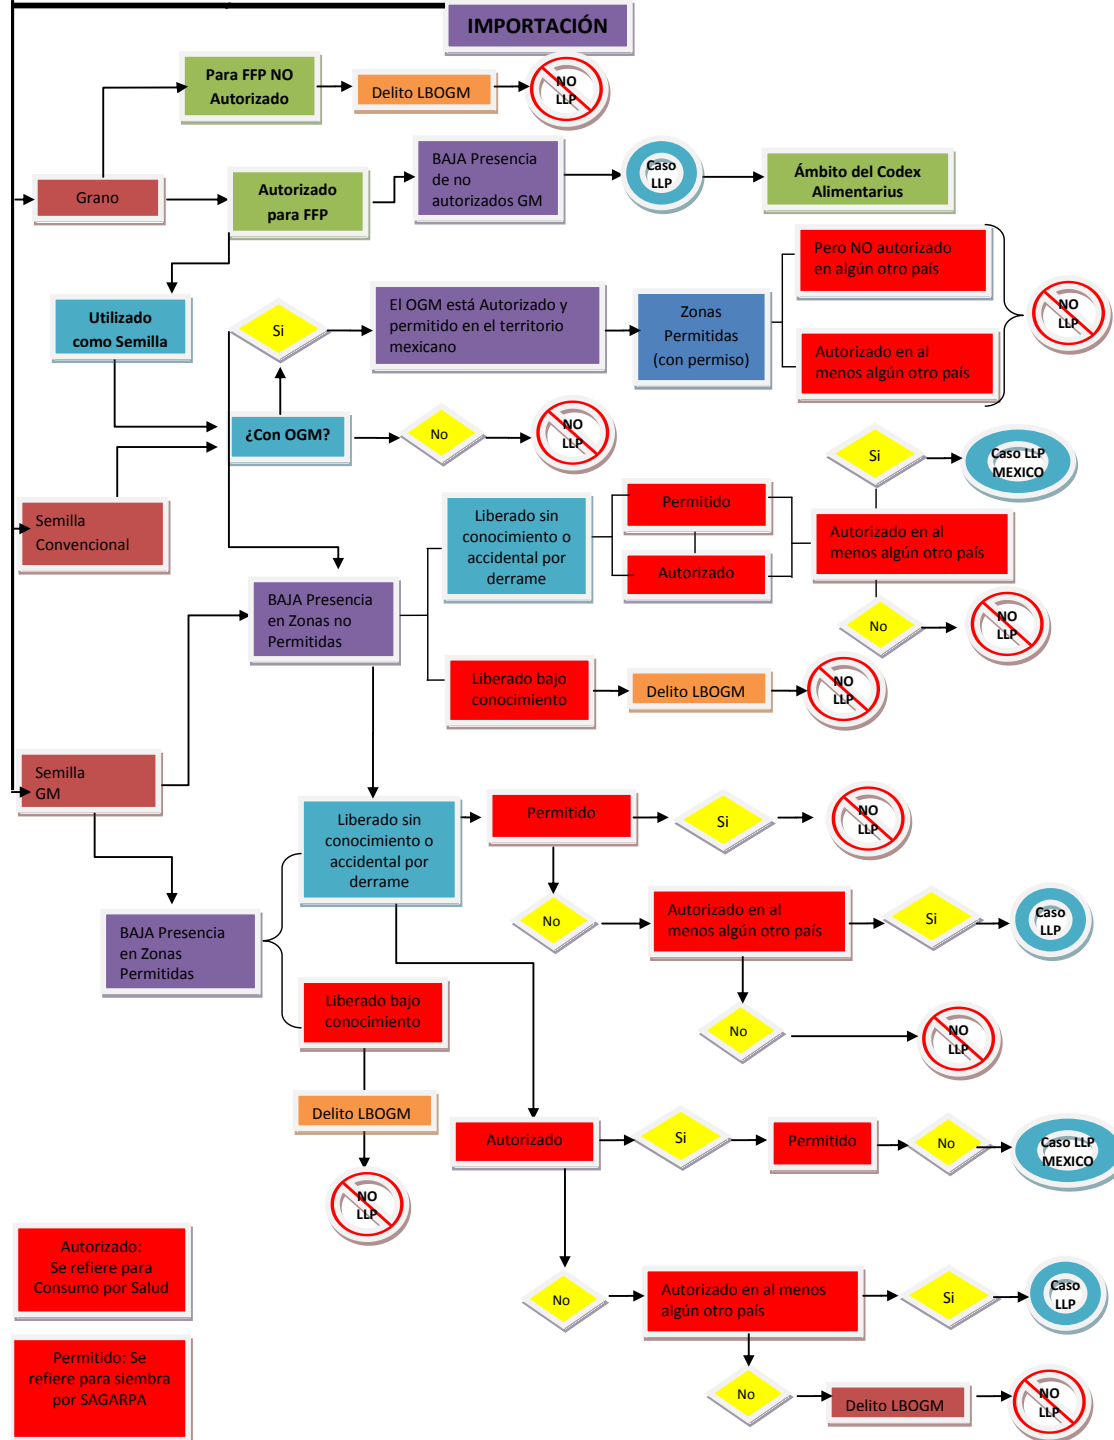 IMPORTACIÓN
Para FFP NO
Autorizado
Delito LBOGM
NO
LLP
Grano
Autorizado
para FFP
BAJA Presencia
de no
autorizados GM
Caso
LLP
Ámbito del Codex
Alimentarius
Utilizado
como Semilla
Si
El OGM está Autorizado y
permitido en el territorio
mexicano
Zonas
Permitidas
(con permiso)
Pero NO autorizado
en algún otro país
Autorizado en al
menos algún otro país
NO
LLP
¿Con OGM?
No
NO
LLP
Semilla
Convencional
BAJA Presencia
en Zonas no
Permitidas
Liberado sin
conocimiento o
accidental por
derrame
Permitido
Autorizado
Autorizado en al
menos algún otro país
Si
Caso LLP
MEXICO
No
NO
LLP
Liberado bajo
conocimiento
Delito LBOGM
NO
LLP
Semilla
GM
Liberado sin
conocimiento o
accidental por
derrame
Permitido
Si
NO
LLP
No
Autorizado en al
menos algún otro país
Si
Caso
LLP
No
NO
LLP
BAJA Presencia
en Zonas
Permitidas
Liberado bajo
conocimiento
Delito LBOGM
NO
LLP
Autorizado
Si
Permitido
No
Caso LLP
MEXICO
No
Autorizado en al menos
algún otro país
Si
Caso
LLP
No
Delito LBOGM
NO
LLP
Autorizado:
Se refiere para
Consumo por Salud
Permitido: Se
refiere para siembra
por SAGARPA